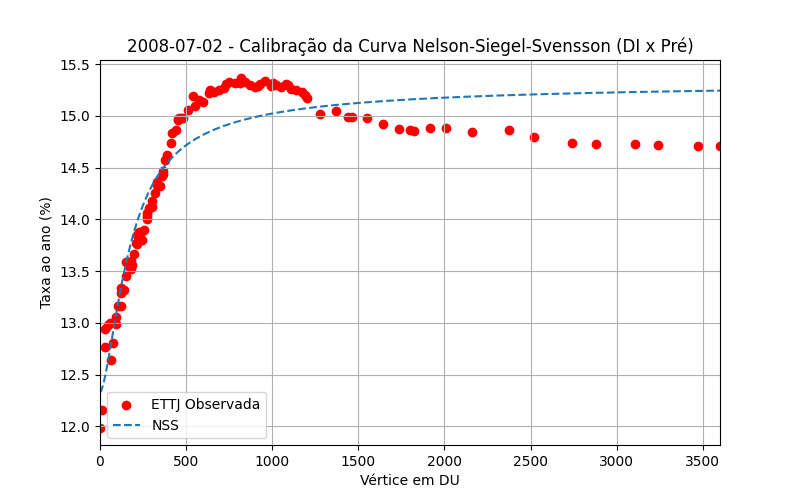 2008-07-02 - Calibração da Curva Nelson-Siegel-Svensson (DI x Pré)
Taxa ao ano (%)
15.5
15.0
14.5
14.0
13.5
13.0
12.5
12.0
ETTJ Observada
NSS
0 500 1000 1500 2000 2500 3000 3500
Vértice em DU